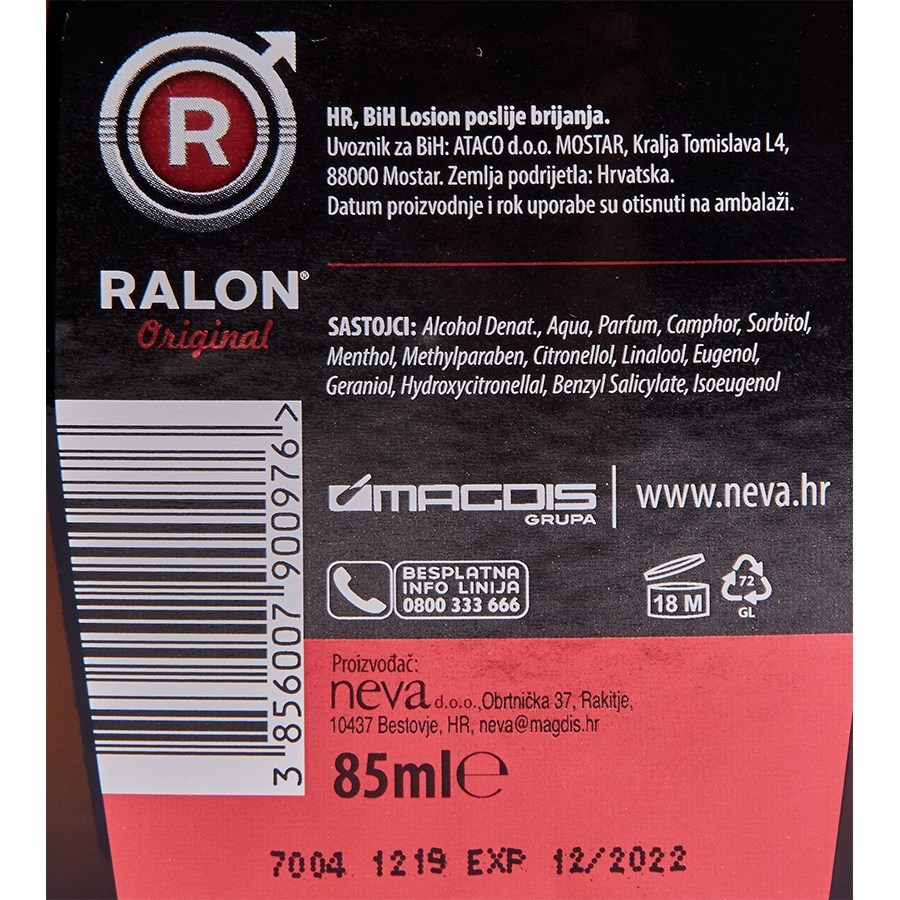 R
RALON®
Original
HR, BiH Losion poslije brijanja.
Uvoznik za BiH: ATACO d.o.o. MOSTAR, Kralja Tomislava L4,
88000 Mostar. Zemlja podrijetla: Hrvatska.
Datum proizvodnje i rok uporabe su otisnuti na ambalaži.
SASTOJCI: Alcohol Denat., Aqua, Parfum, Camphor, Sorbitol,
Menthol, Methylparaben, Citronellol, Linalool, Eugenol,
Geraniol, Hydroxycitronellal, Benzyl Salicylate, Isoeugenol
MAGDIS
GRUPA
www.neva.hr
BESPLATNA
INFO LINIJA
0800 333 666
18 M
72
GL
3 856007 900976 >
Proizvođač:
neva d.o.o.,Obrtnička 37, Rakitje,
10437 Bestovje, HR, neva@magdis.hr
85ml℮
7004 1219 EXP 12/2022